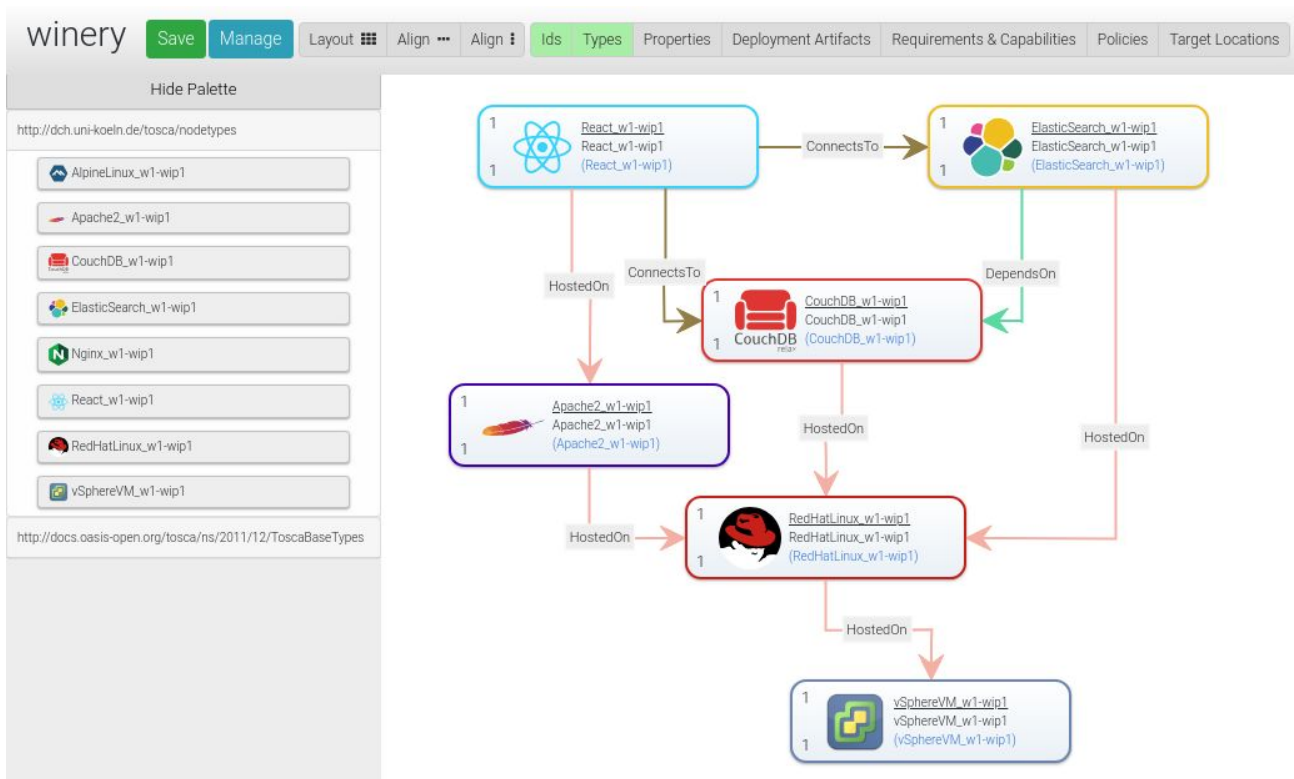 winery
Save
Manage
Layout
Align
Align
Ids
Types
Properties
Deployment Artifacts
Requirements & Capabilities
Policies
Target Locations
Hide Palette
http://dch.uni-koeln.de/tosca/nodetypes
AlpineLinux_w1-wip1
Apache2_w1-wip1
CouchDB_w1-wip1
ElasticSearch_w1-wip1
Nginx_w1-wip1
React_w1-wip1
RedHatLinux_w1-wip1
vSphereVM_w1-wip1
http://docs.oasis-open.org/tosca/ns/2011/12/ToscaBaseTypes
1
React_w1-wip1
React_w1-wip1
(React_w1-wip1)
1
ConnectsTo
1
ElasticSearch_w1-wip1
ElasticSearch_w1-wip1
(ElasticSearch_w1-wip1)
1
HostedOn
ConnectsTo
DependsOn
1
CouchDB
relax
CouchDB_w1-wip1
CouchDB_w1-wip1
(CouchDB_w1-wip1)
1
1
Apache2_w1-wip1
Apache2_w1-wip1
(Apache2_w1-wip1)
1
HostedOn
HostedOn
HostedOn
1
RedHatLinux_w1-wip1
RedHatLinux_w1-wip1
(RedHatLinux_w1-wip1)
1
HostedOn
1
vSphereVM_w1-wip1
vSphereVM_w1-wip1
(vSphereVM_w1-wip1)
1